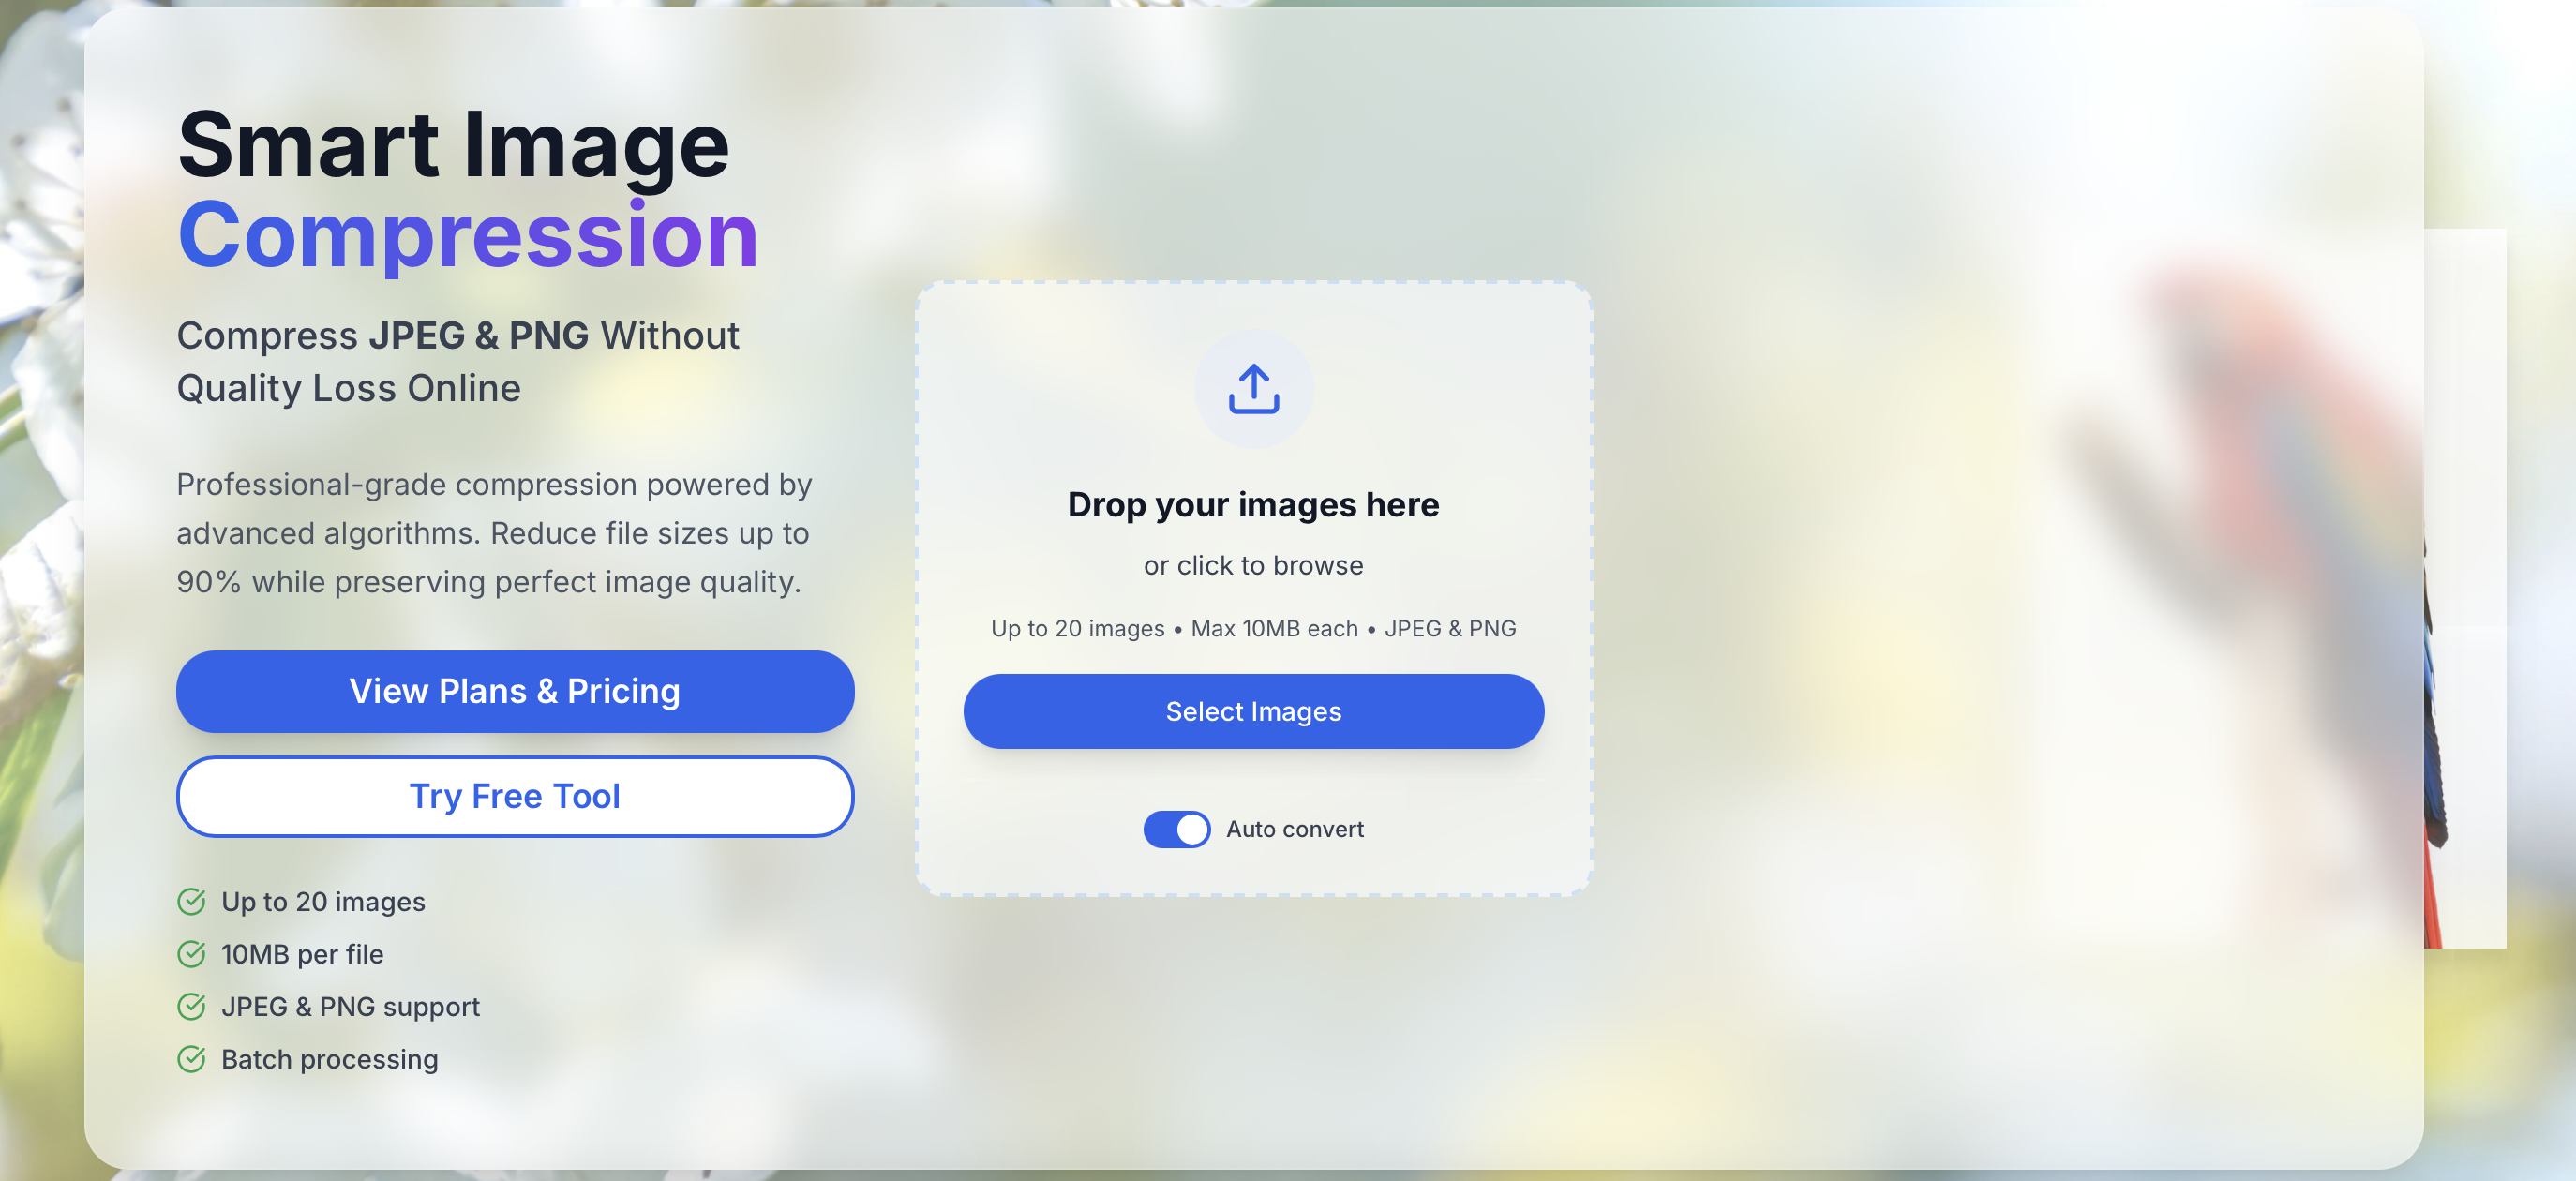 Smart Image
Compression
Compress JPEG & PNG Without
Quality Loss Online
Professional-grade compression powered by
advanced algorithms. Reduce file sizes up to
90% while preserving perfect image quality.
View Plans & Pricing
Try Free Tool
Up to 20 images
10MB per file
JPEG & PNG support
Batch processing
Drop your images here
or click to browse
Up to 20 images • Max 10MB each • JPEG & PNG
Select Images
Auto convert